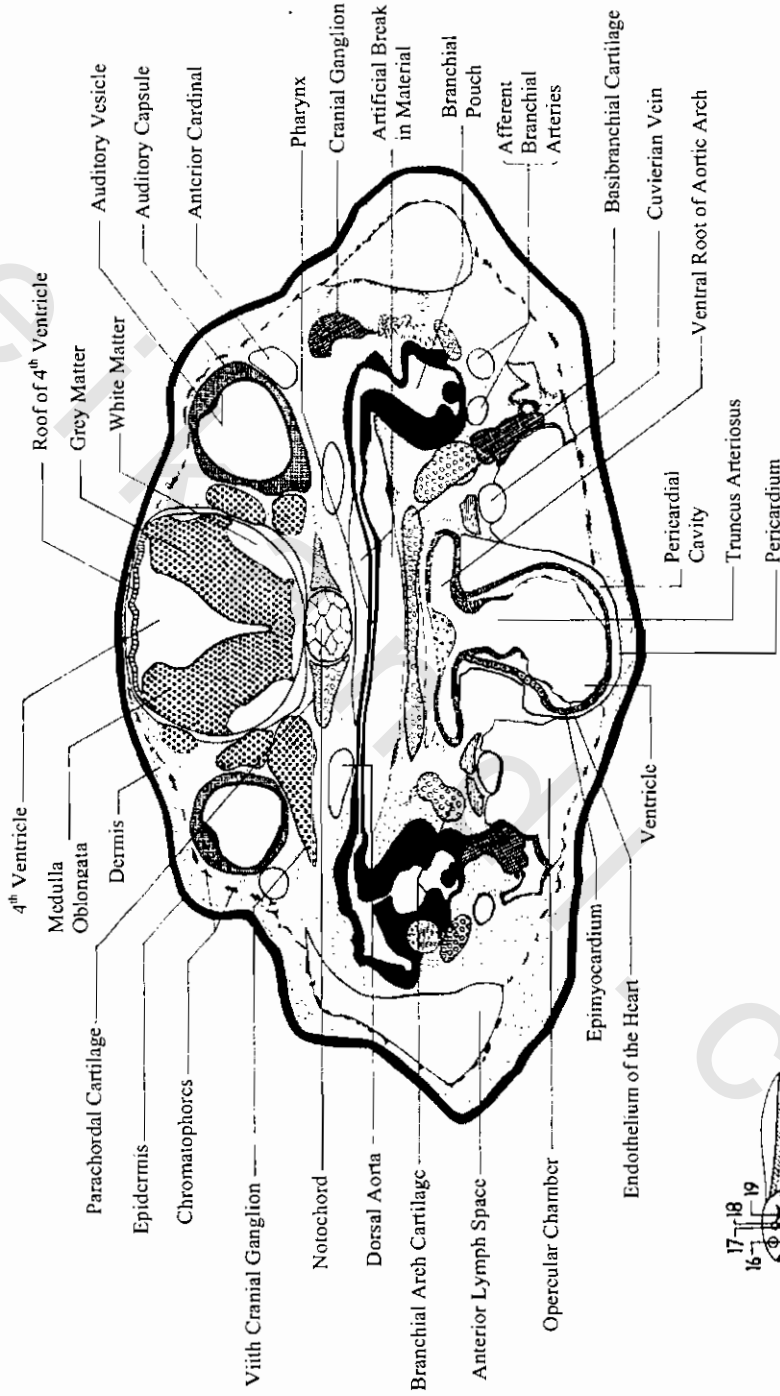 4th Ventricle
Medulla
Oblongata
Dermis
Parachordal Cartilage
Epidermis
Chromatophores
Viith Cranial Ganglion
Notochord
Dorsal Aorta
Branchial Arch Cartilage
Anterior Lymph Space
Opercular Chamber
Roof of 4th Ventricle
Grey Matter
White Matter
Auditory Vesicle
Auditory Capsule
Anterior Cardinal
Pharynx
Cranial Ganglion
Artificial Break
in Material
Branchial
Pouch
Afferent
Branchial
Arteries
Basibranchial Cartilage
Cuvierian Vein
Ventral Root of Aortic Arch
Pericardial
Cavity
Truncus Arteriosus
Pericardium
Ventricle
Epimyocardium
Endothelium of the Heart
17
18
16
19